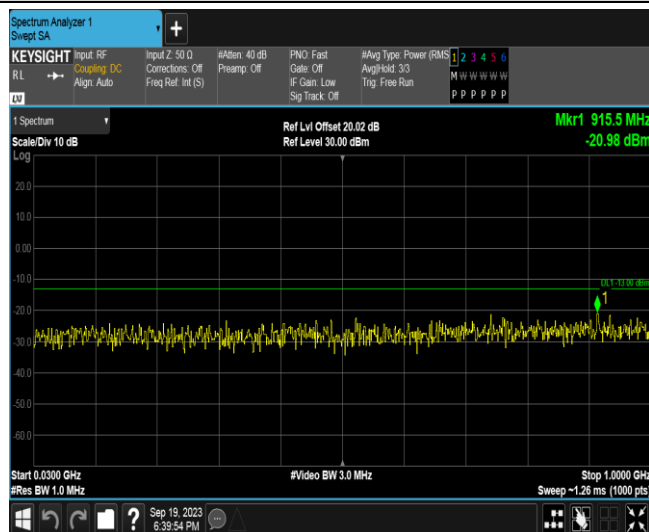 Spectrum Analyzer 1
Swept SA
+
KEYSIGHT Input: RF Input Z: 50 Ω #Atten: 40 dB PNO: Fast #Avg Type: Power (RMS 1 2 3 4 5 6
RL Coupling: DC Corrections: Off Preamp: Off Gate: Off Avg|Hold: 3/3 M W W W W W
Align: Auto Freq Ref: Int (S) IF Gain: Low Trig: Free Run
Sig Track: Off P P P P P P
LXI
1 Spectrum Ref Lvl Offset 20.02 dB Mkr1 915.5 MHz
Scale/Div 10 dB Ref Level 30.00 dBm -20.98 dBm
Log
20.0
10.0
0.00
-10.0
DL1 -13.00 dBm
1
-20.0
-30.0
-40.0
-50.0
-60.0
Start 0.0300 GHz #Video BW 3.0 MHz Stop 1.0000 GHz
#Res BW 1.0 MHz Sweep ~1.26 ms (1000 pts)
? Sep 19, 2023
6:39:54 PM